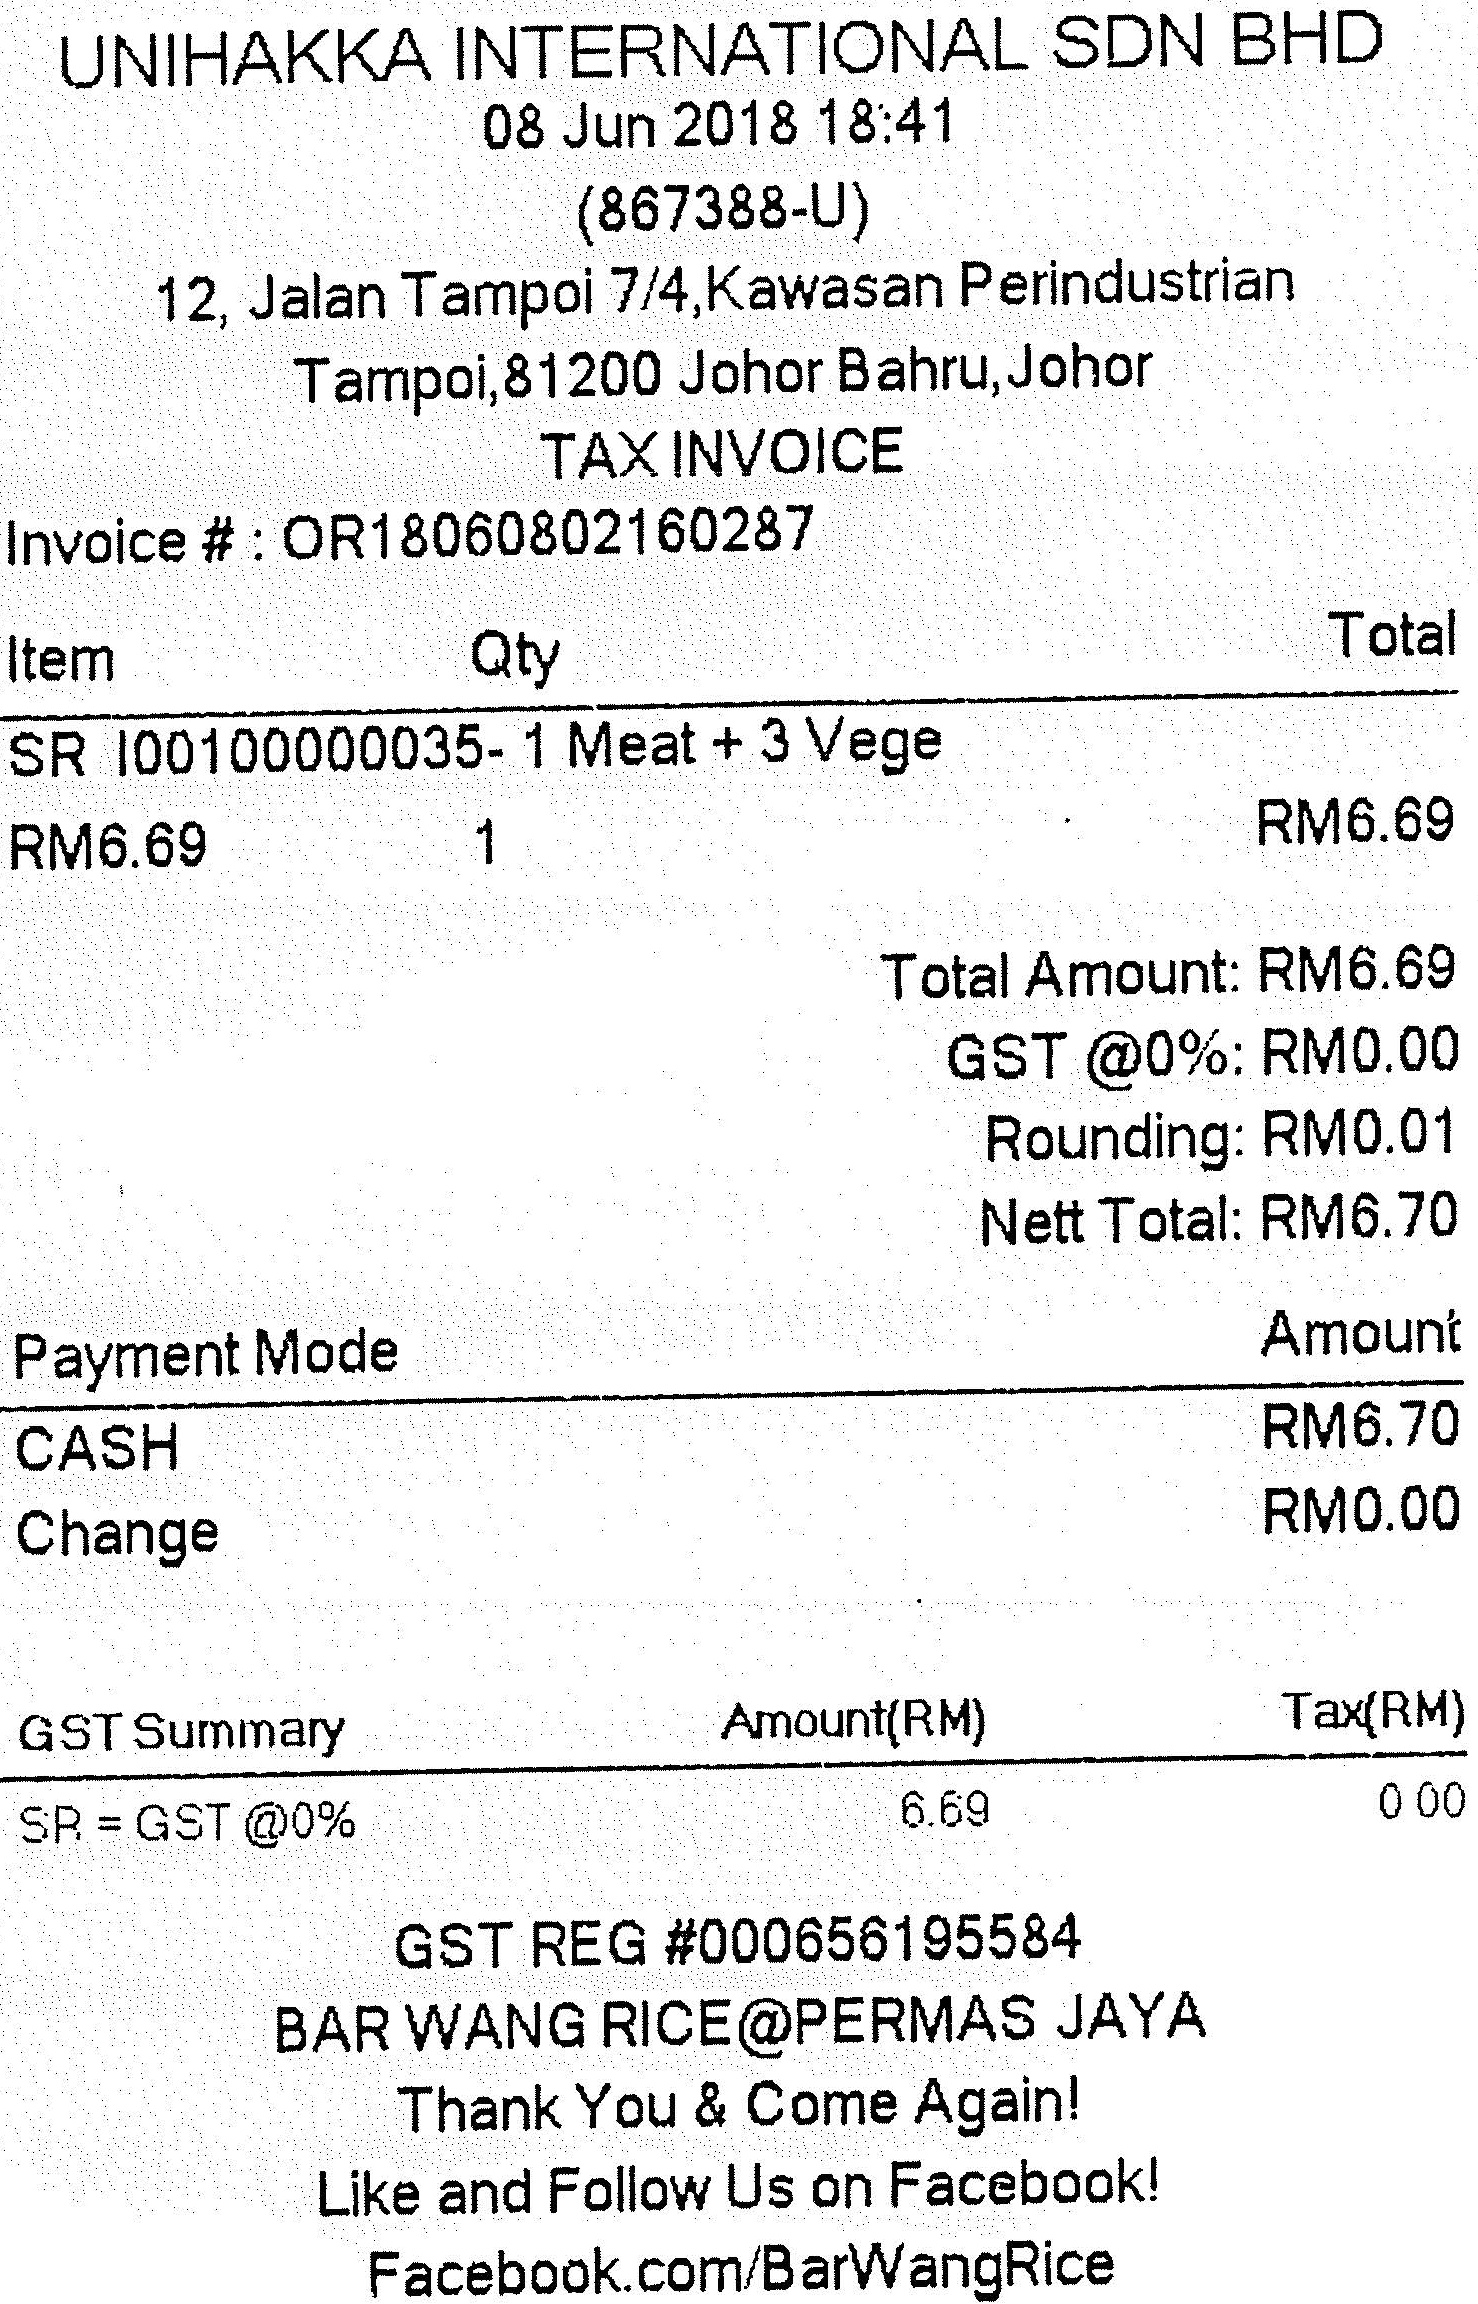 UNIHAKKA INTERNATIONAL SDN BHD
08 Jun 2018 18:41
(867388-U)
12, Jalan Tampoi 7/4,Kawasan Perindustrian
Tampoi,81200 Johor Bahru,Johor
TAX INVOICE
Invoice # : OR18060802160287
Item Qty Total
SR I00100000035- 1 Meat + 3 Vege
RM6.69 1 RM6.69
Total Amount: RM6.69
GST @0%: RM0.00
Rounding: RM0.01
Nett Total: RM6.70
Payment Mode Amount
CASH RM6.70
Change RM0.00
GST Summary Amount(RM) Tax(RM)
SR = GST @0% 6.69 0.00
GST REG #000656195584
BAR WANG RICE@PERMAS JAYA
Thank You & Come Again!
Like and Follow Us on Facebook!
Facebook.com/BarWangRice